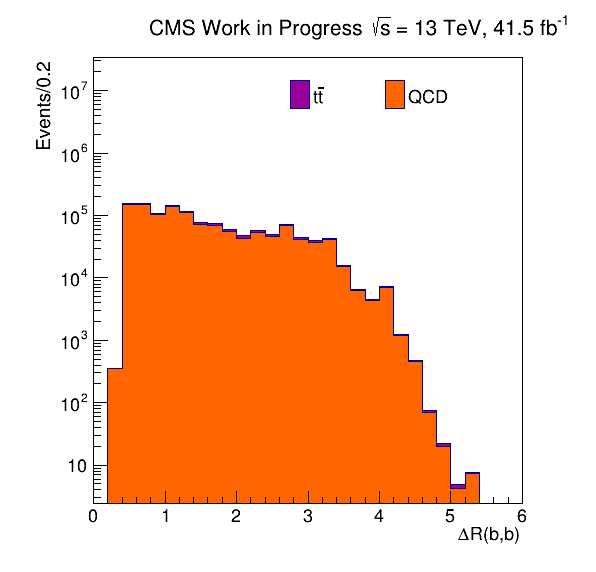 CMS Work in Progress √s = 13 TeV, 41.5 fb⁻¹
Events/0.2
tt̄
QCD
10⁷
10⁶
10⁵
10⁴
10³
10²
10
0 1 2 3 4 5 6
ΔR(b,b)